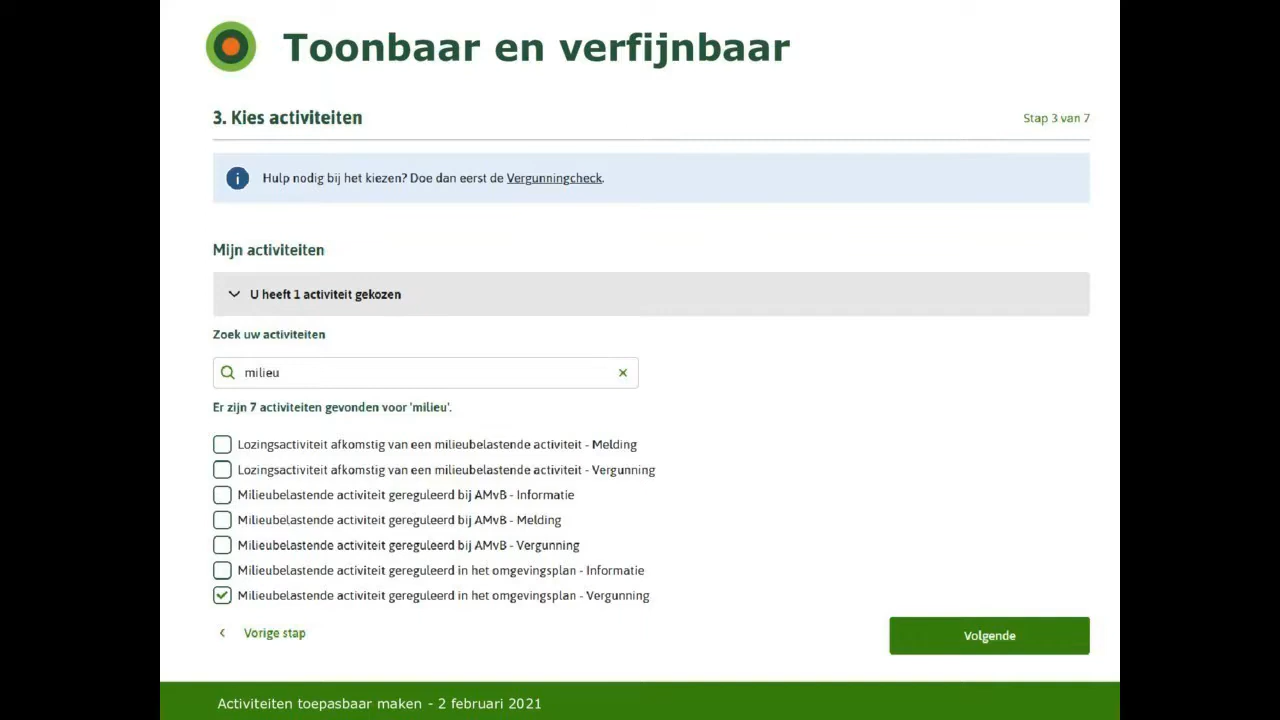 Toonbaar en verfijnbaar
3. Kies activiteiten
Stap 3 van 7
Hulp nodig bij het kiezen? Doe dan eerst de Vergunningcheck.
Mijn activiteiten
U heeft 1 activiteit gekozen
Zoek uw activiteiten
milieu
Er zijn 7 activiteiten gevonden voor 'milieu'.
Lozingsactiviteit afkomstig van een milieubelastende activiteit - Melding
Lozingsactiviteit afkomstig van een milieubelastende activiteit - Vergunning
Milieubelastende activiteit gereguleerd bij AMvB - Informatie
Milieubelastende activiteit gereguleerd bij AMvB - Melding
Milieubelastende activiteit gereguleerd bij AMvB - Vergunning
Milieubelastende activiteit gereguleerd in het omgevingsplan - Informatie
Milieubelastende activiteit gereguleerd in het omgevingsplan - Vergunning
Vorige stap
Volgende
Activiteiten toepasbaar maken - 2 februari 2021